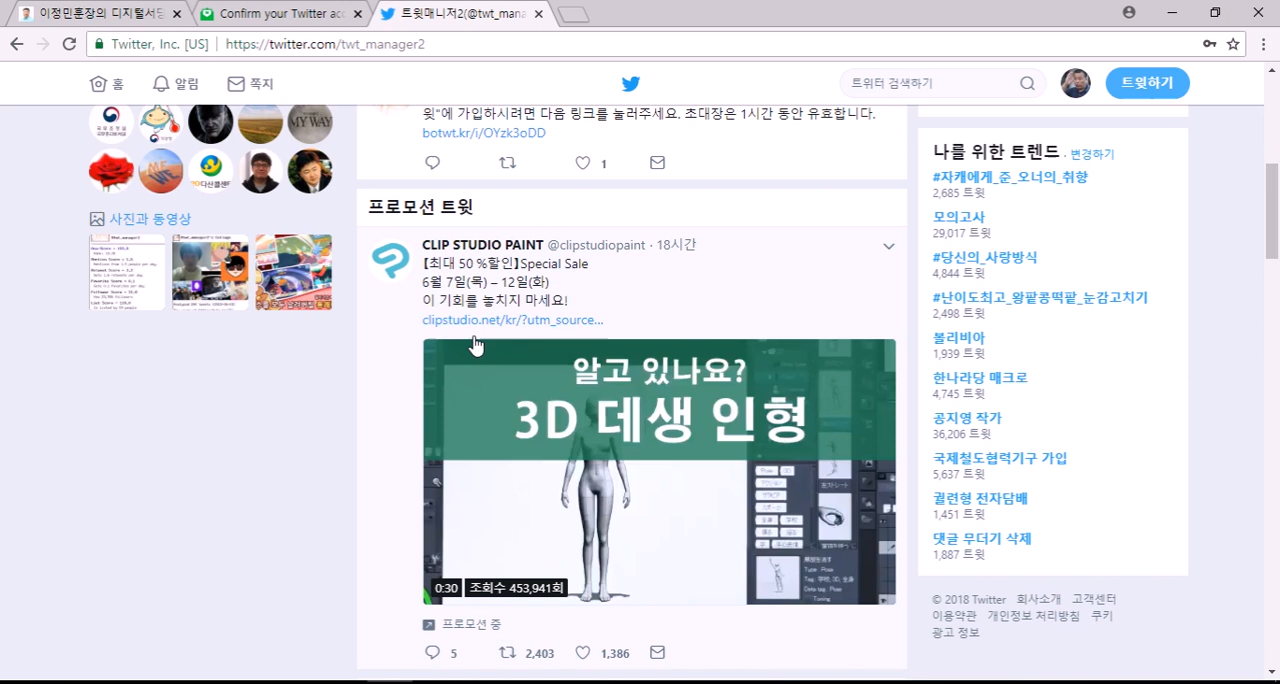 이정민훈장의 디지털서당
Confirm your Twitter acc
트윗매니저2(@twt_mana
Twitter, Inc. [US]
https://twitter.com/twt_manager2
홈
알림
쪽지
트위터 검색하기
트윗하기
MY WAY
사진과 동영상
윗"에 가입하시려면 다음 링크를 눌러주세요. 초대장은 1시간 동안 유효합니다.
botwt.kr/i/OYzk3oDD
1
프로모션 트윗
CLIP STUDIO PAINT @clipstudiopaint · 18시간
【최대 50 %할인】Special Sale
6월 7일(목) – 12일(화)
이 기회를 놓치지 마세요!
clipstudio.net/kr/?utm_source...
알고 있나요?
3D 데생 인형
0:30 조회수 453,941회
프로모션 중
5 2,403 1,386
나를 위한 트렌드 · 변경하기
#자캐에게_준_오너의_취향
2,685 트윗
모의고사
29,017 트윗
#당신의_사랑방식
4,844 트윗
#난이도최고_왕팥콩떡팥_눈감고치기
2,498 트윗
볼리비아
1,939 트윗
한나라당 매크로
4,745 트윗
공지영 작가
36,206 트윗
국제철도협력기구 가입
5,637 트윗
궐련형 전자담배
1,451 트윗
댓글 무더기 삭제
1,887 트윗
© 2018 Twitter 회사소개 고객센터
이용약관 개인정보 처리방침 쿠키
광고 정보